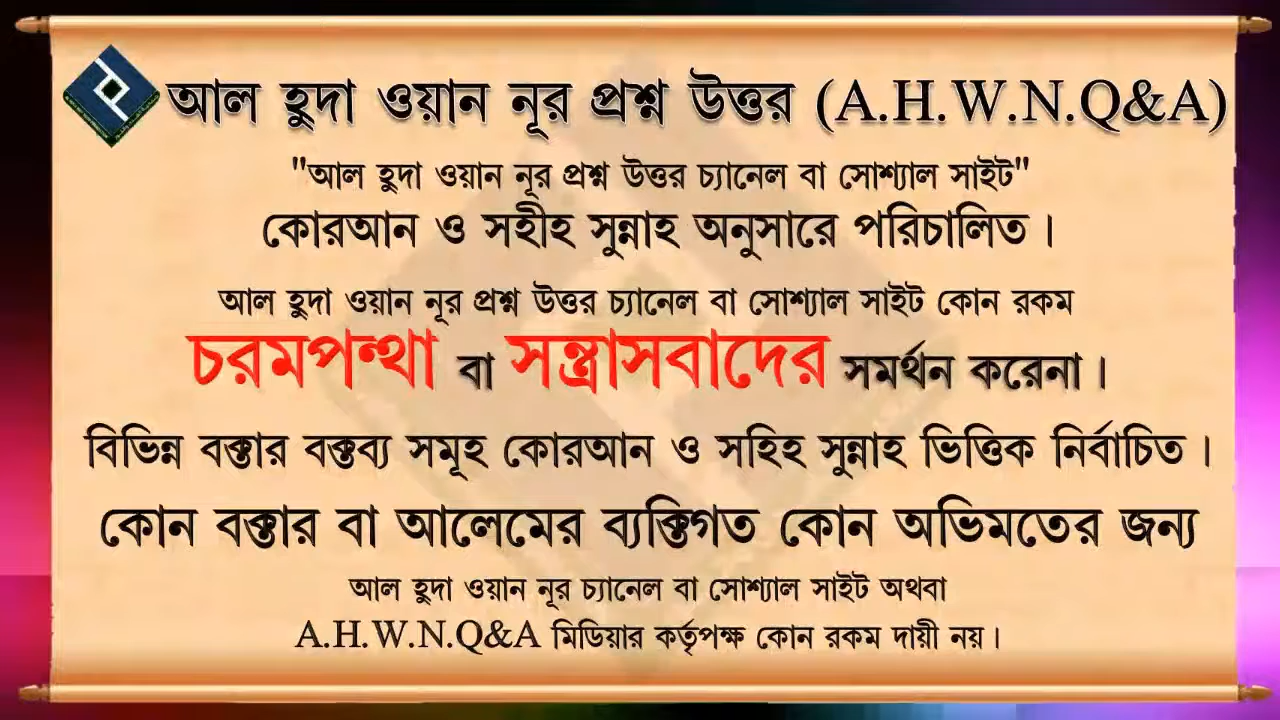 আল হুদা ওয়ান নূর প্রশ্ন উত্তর (A.H.W.N.Q&A)
"আল হুদা ওয়ান নূর প্রশ্ন উত্তর চ্যানেল বা সোশ্যাল সাইট"
কোরআন ও সহীহ সুন্নাহ অনুসারে পরিচালিত।
আল হুদা ওয়ান নূর প্রশ্ন উত্তর চ্যানেল বা সোশ্যাল সাইট কোন রকম
চরমপন্থা বা সন্ত্রাসবাদের সমর্থন করেনা।
বিভিন্ন বক্তার বক্তব্য সমূহ কোরআন ও সহিহ সুন্নাহ ভিত্তিক নির্বাচিত।
কোন বক্তার বা আলেমের ব্যক্তিগত কোন অভিমতের জন্য
আল হুদা ওয়ান নূর চ্যানেল বা সোশ্যাল সাইট অথবা
A.H.W.N.Q&A মিডিয়ার কর্তৃপক্ষ কোন রকম দায়ী নয়।